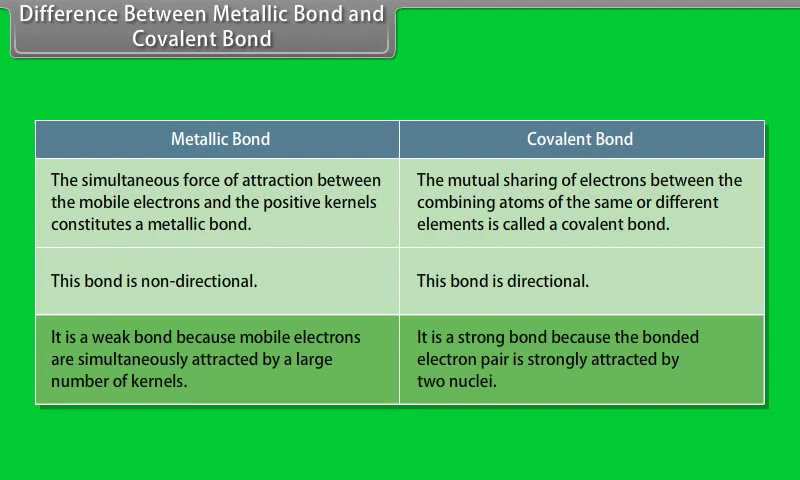 Difference Between Metallic Bond and
Covalent Bond
Metallic Bond
Covalent Bond
The simultaneous force of attraction between
the mobile electrons and the positive kernels
constitutes a metallic bond.
The mutual sharing of electrons between the
combining atoms of the same or different
elements is called a covalent bond.
This bond is non-directional.
This bond is directional.
It is a weak bond because mobile electrons
are simultaneously attracted by a large
number of kernels.
It is a strong bond because the bonded
electron pair is strongly attracted by
two nuclei.